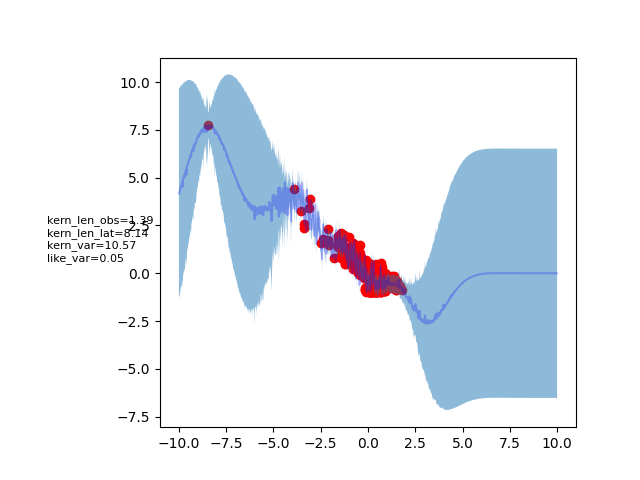 10.0
7.5
5.0
2.5
0.0
−2.5
−5.0
−7.5
kern_len_obs=1.39
kern_len_lat=8.14
kern_var=10.57
like_var=0.05
−10.0 −7.5 −5.0 −2.5 0.0 2.5 5.0 7.5 10.0